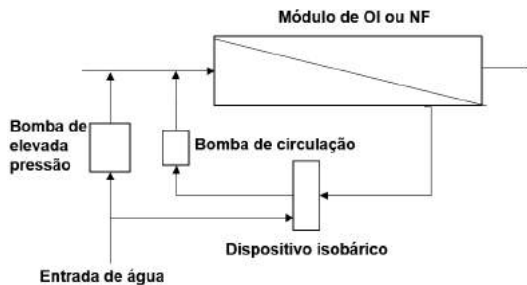 Módulo de OI ou NF
Bomba de
elevada
pressão
Bomba de circulação
Dispositivo isobárico
Entrada de água